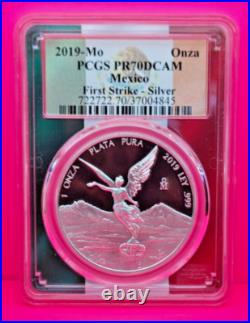 2019-Mo Onza
PCGS PR70DCAM
Mexico
First Strike - Silver
722722.70/37004845
1 ONZA PLATA PURA 2019 LEY .999